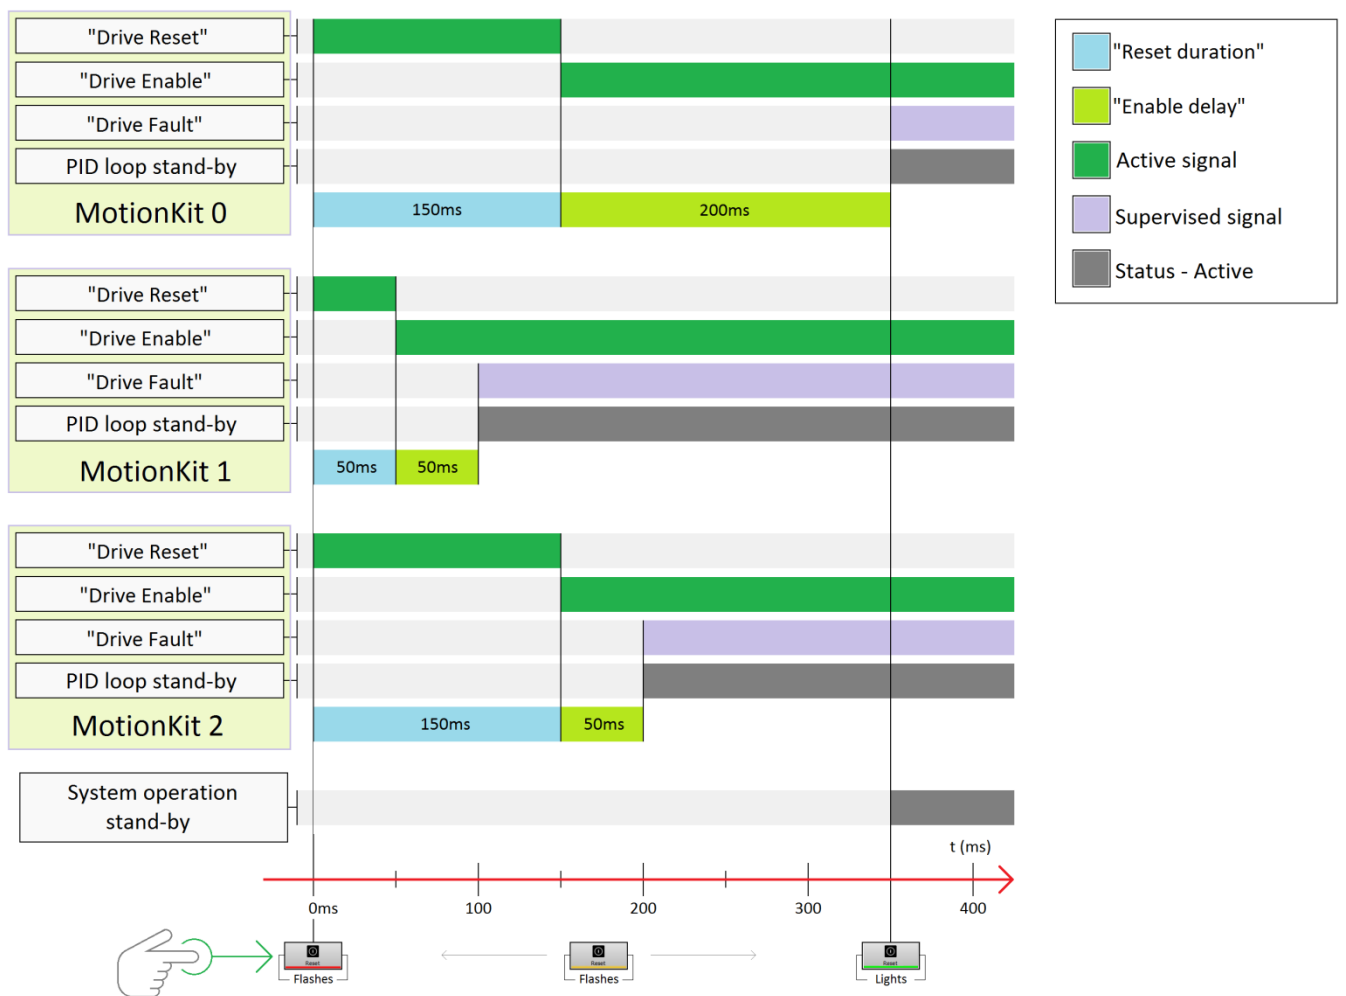 "Drive Reset"
"Drive Enable"
"Drive Fault"
PID loop stand-by
MotionKit 0
150ms
200ms
"Reset duration"
"Enable delay"
Active signal
Supervised signal
Status - Active
"Drive Reset"
"Drive Enable"
"Drive Fault"
PID loop stand-by
MotionKit 1
50ms
50ms
"Drive Reset"
"Drive Enable"
"Drive Fault"
PID loop stand-by
MotionKit 2
150ms
50ms
System operation
stand-by
t (ms)
0ms
100
200
300
400
Reset
Flashes
Reset
Flashes
Reset
Lights